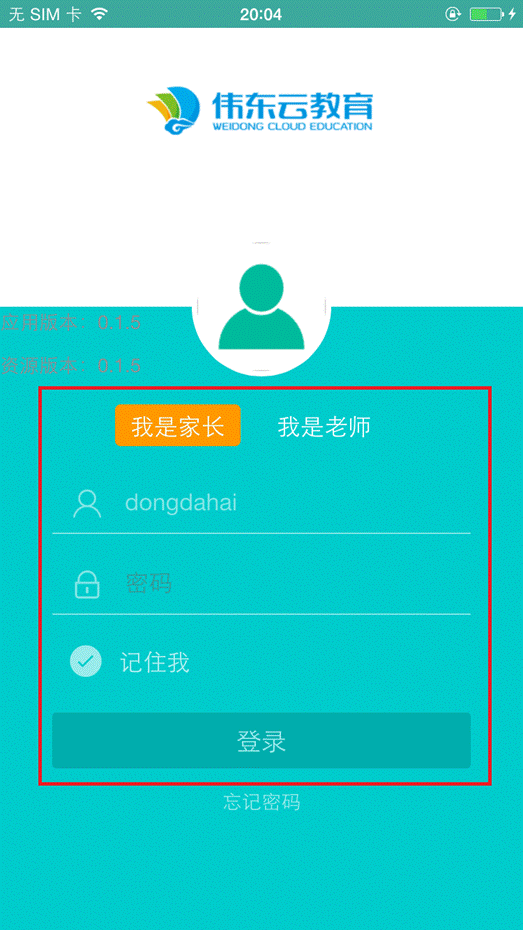 无 SIM 卡
20:04
伟东云教育
WEIDONG CLOUD EDUCATION
应用版本：0.1.5
资源版本：0.1.5
我是家长 我是老师
dongdahai
密码
记住我
登录
忘记密码